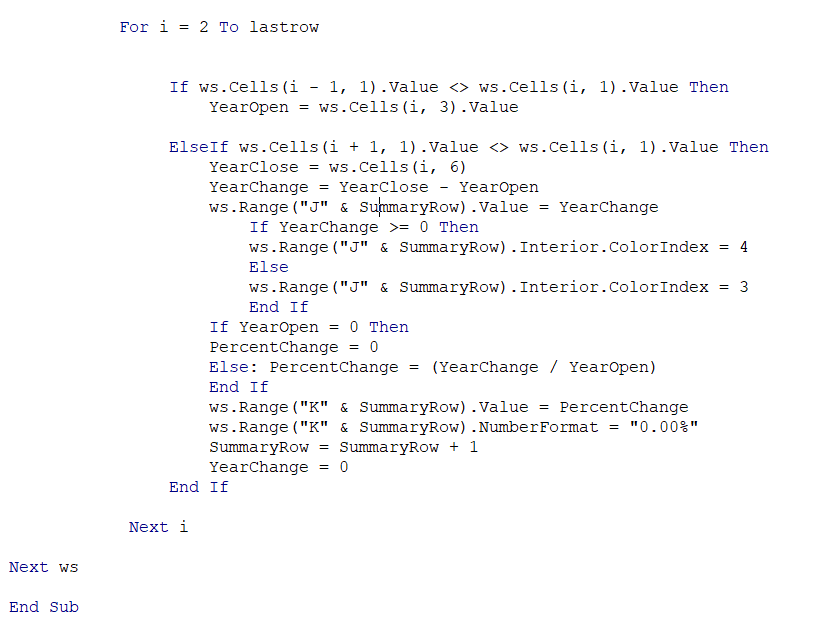 For i = 2 To lastrow
If ws.Cells(i - 1, 1).Value <> ws.Cells(i, 1).Value Then
YearOpen = ws.Cells(i, 3).Value
ElseIf ws.Cells(i + 1, 1).Value <> ws.Cells(i, 1).Value Then
YearClose = ws.Cells(i, 6)
YearChange = YearClose - YearOpen
ws.Range("J" & SummaryRow).Value = YearChange
If YearChange >= 0 Then
ws.Range("J" & SummaryRow).Interior.ColorIndex = 4
Else
ws.Range("J" & SummaryRow).Interior.ColorIndex = 3
End If
If YearOpen = 0 Then
PercentChange = 0
Else: PercentChange = (YearChange / YearOpen)
End If
ws.Range("K" & SummaryRow).Value = PercentChange
ws.Range("K" & SummaryRow).NumberFormat = "0.00%"
SummaryRow = SummaryRow + 1
YearChange = 0
End If
Next i
Next ws
End Sub